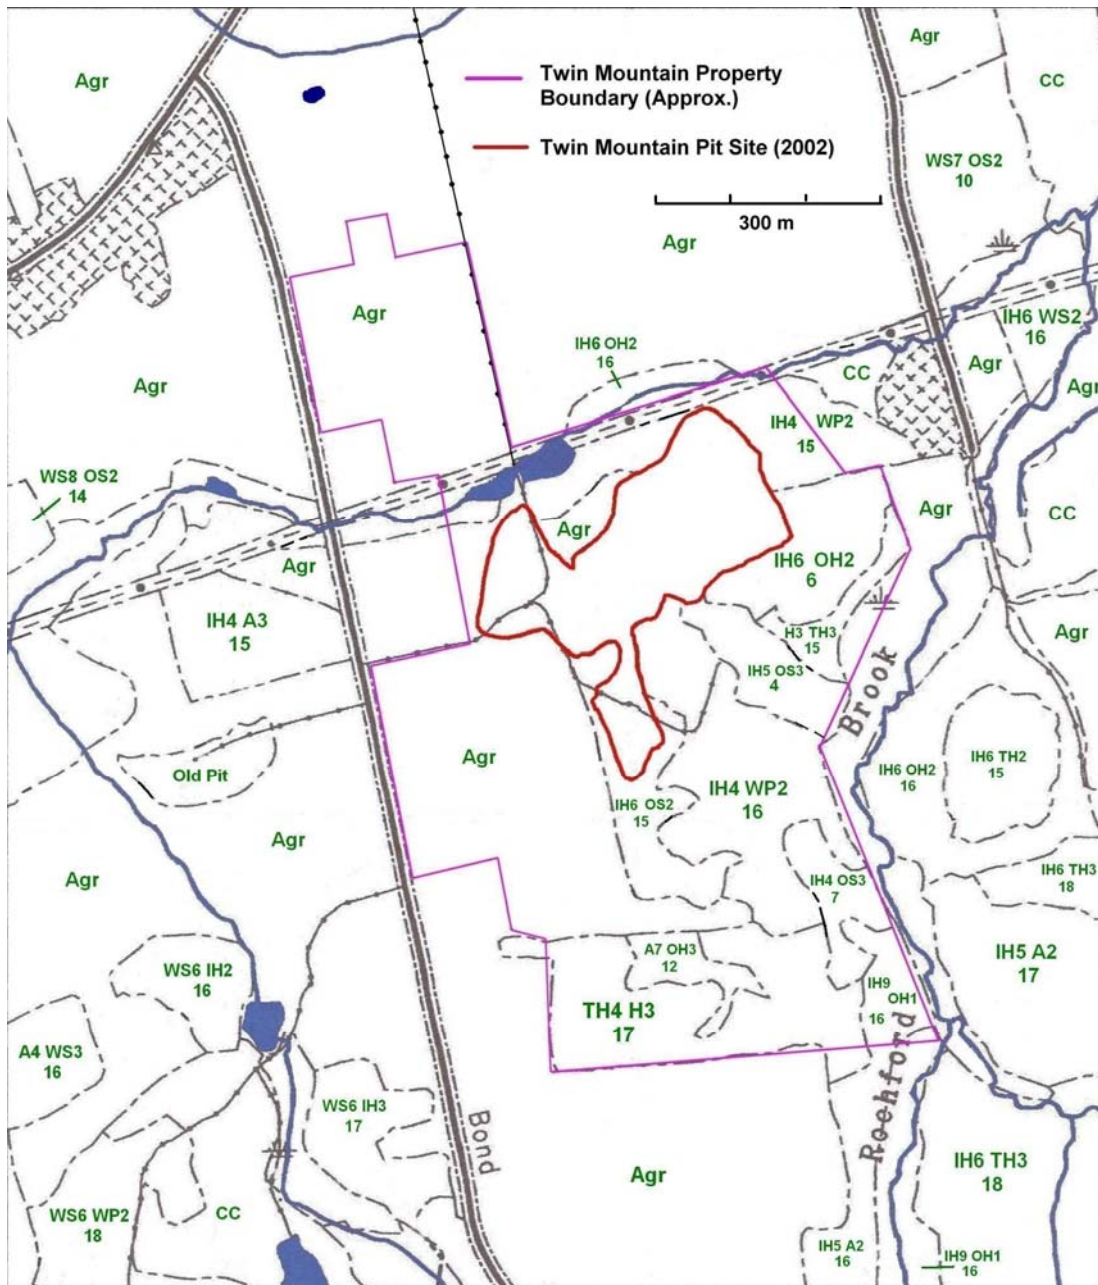 Agr
Agr
CC
Twin Mountain Property
Boundary (Approx.)
Twin Mountain Pit Site (2002)
300 m
WS7 OS2
10
Agr
Agr
IH6 WS2
16
IH6 OH2
16
Agr
CC
Agr
Agr
IH4 WP2
15
WS8 OS2
14
Agr
Agr
CC
Agr
IH6 OH2
6
IH4 A3
15
H3 TH3
15
Agr
IH5 OS3
4
Brook
Agr
Old Pit
IH6 OH2
16
IH6 TH2
15
IH4 WP2
16
IH6 OS2
15
Agr
Agr
IH4 OS3
7
IH6 TH3
18
A7 OH3
12
IH5 A2
17
WS6 IH2
16
IH9
OH1
16
TH4 H3
17
A4 WS3
16
Rochford
WS6 IH3
17
Bond
Agr
IH6 TH3
18
WS6 WP2
18
CC
IH5 A2
16
IH9 OH1
16